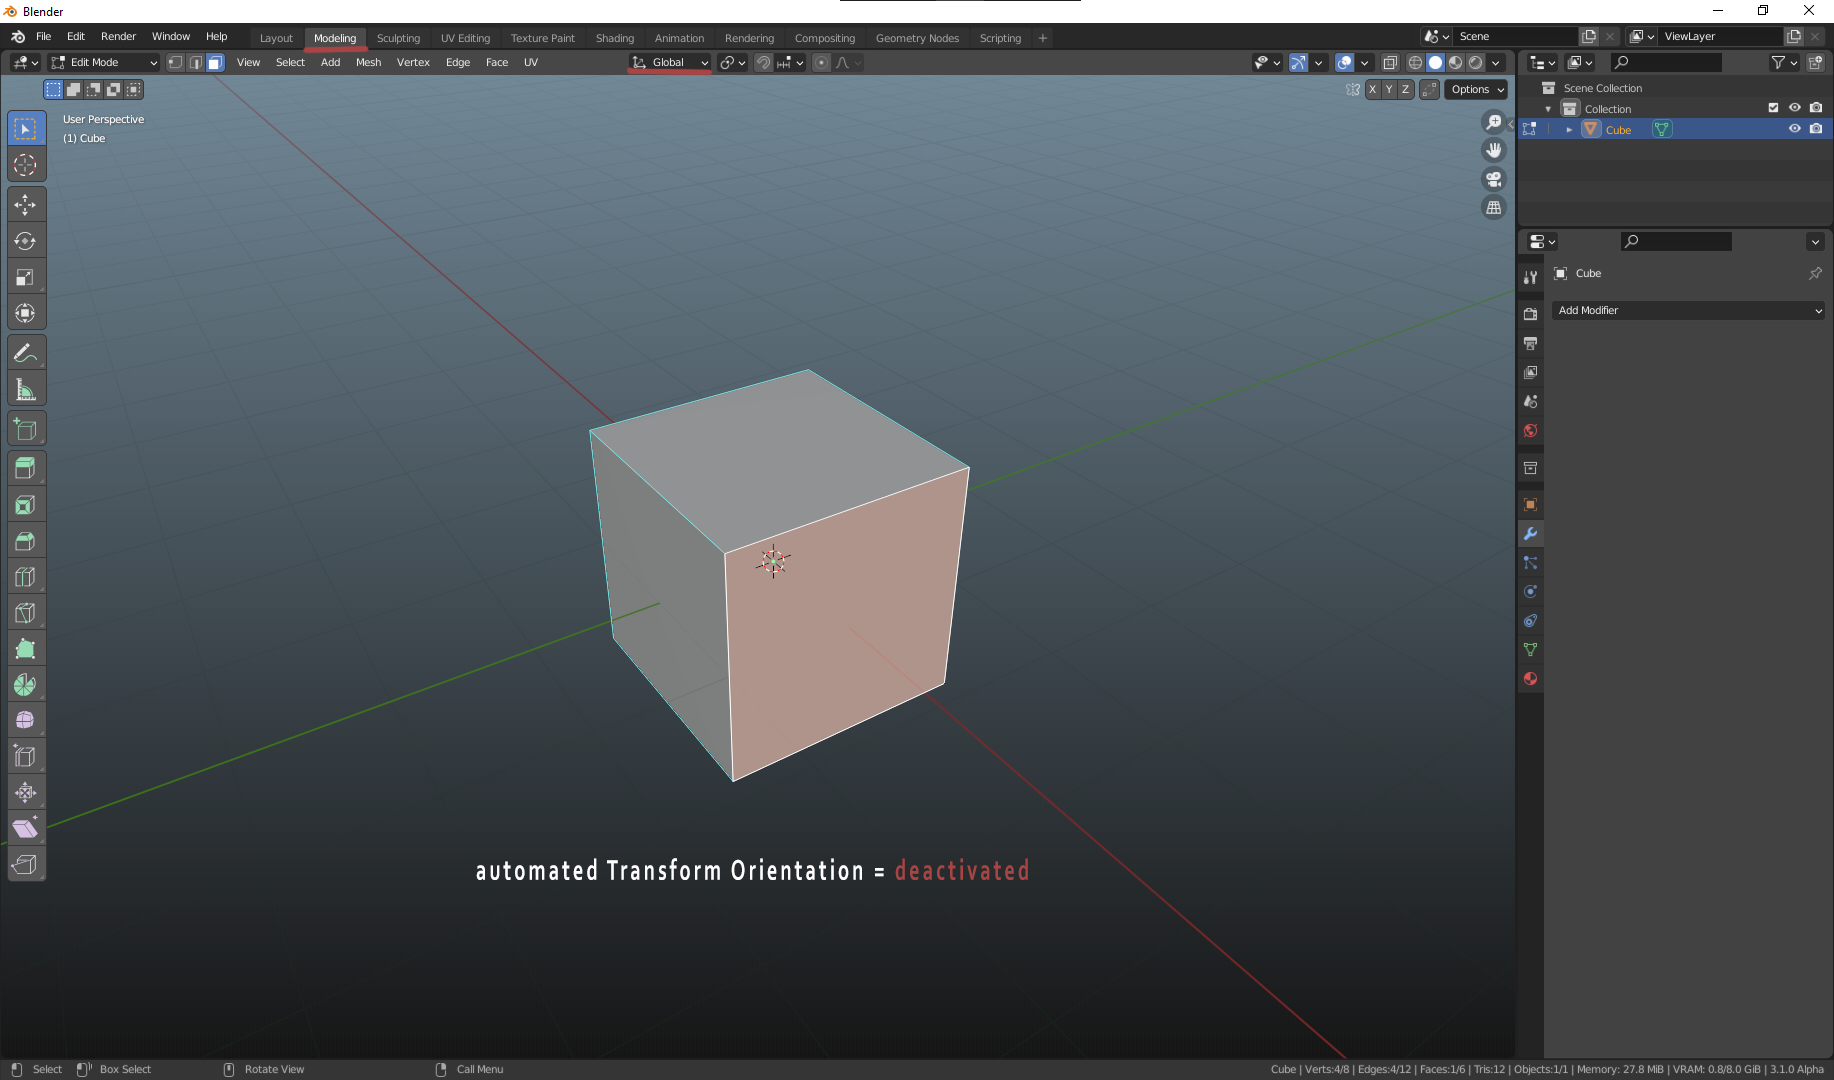 Blender
File Edit Render Window Help Layout Modeling Sculpting UV Editing Texture Paint Shading Animation Rendering Compositing Geometry Nodes Scripting + Scene ViewLayer
Edit Mode View Select Add Mesh Vertex Edge Face UV Global
X Y Z Options
User Perspective
(1) Cube
Scene Collection
Collection
Cube
Cube
Add Modifier
automated Transform Orientation = deactivated
Select Box Select Rotate View Call Menu Cube | Verts:4/8 | Edges:4/12 | Faces:1/6 | Tris:12 | Objects:1/1 | Memory: 27.8 MiB | VRAM: 0.8/8.0 GiB | 3.1.0 Alpha